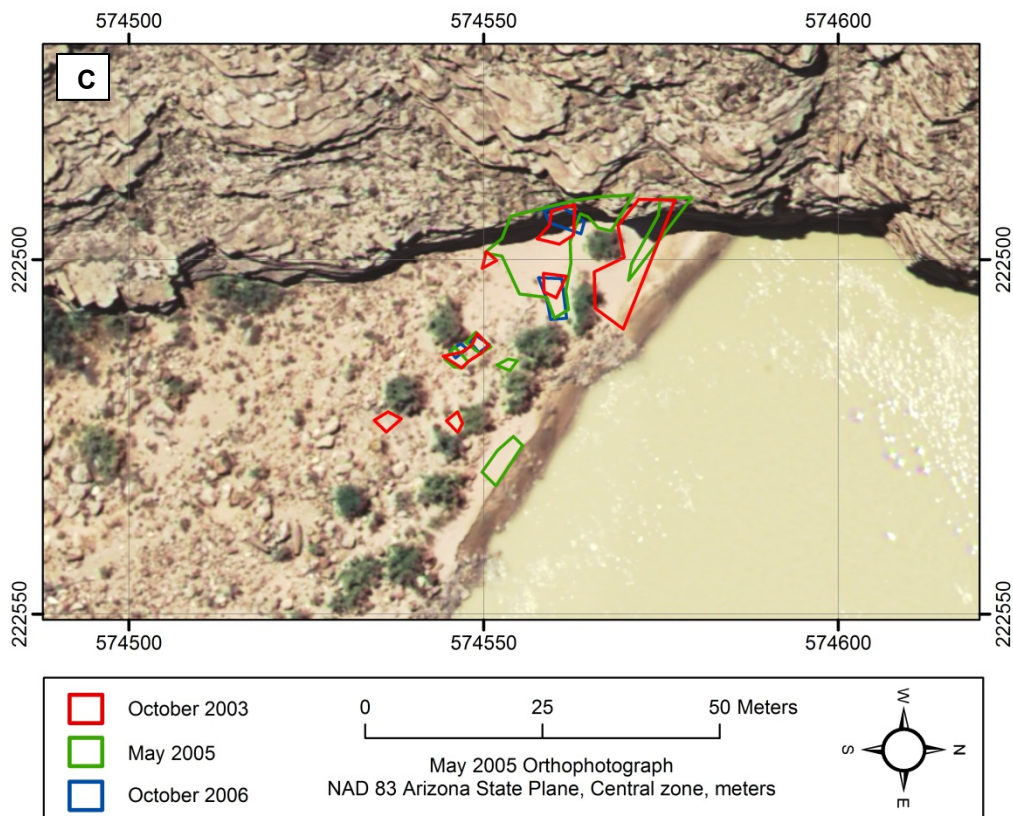 574500 574550 574600
C
222500 222500
222550 222550
574500 574550 574600
October 2003
May 2005
October 2006
0 25 50 Meters
May 2005 Orthophotograph
NAD 83 Arizona State Plane, Central zone, meters
W
S N
E